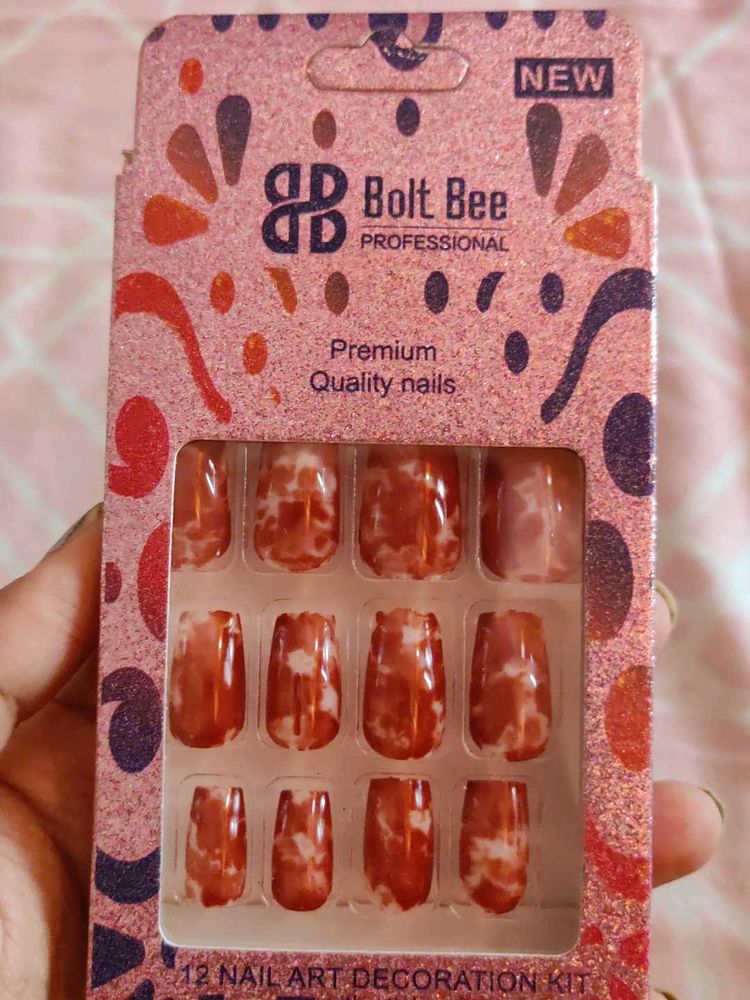 NEW
Bolt Bee
PROFESSIONAL
Premium
Quality nails
12 NAIL ART DECORATION KIT